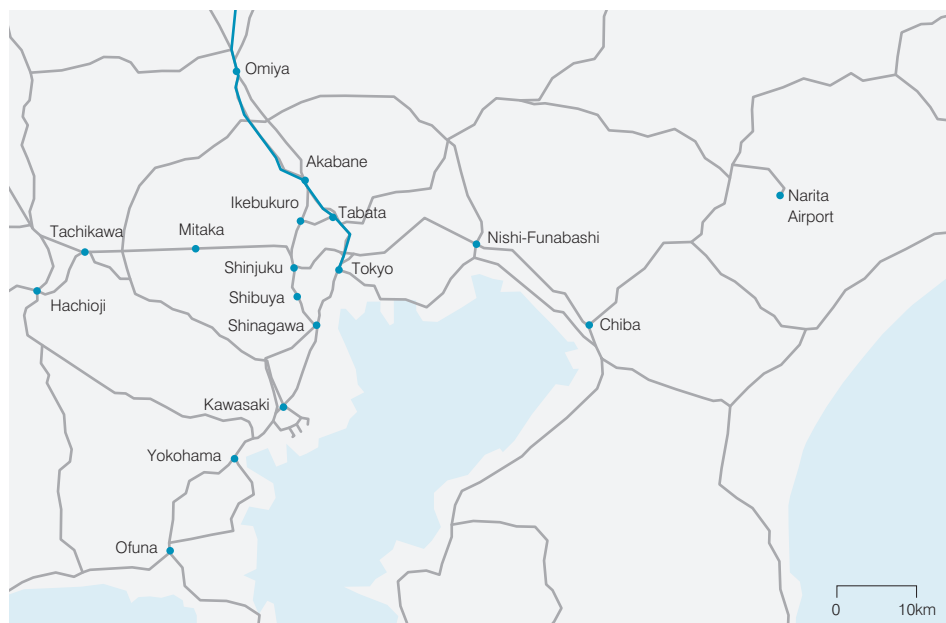 Omiya
Akabane
Ikebukuro
Tabata
Narita
Airport
Mitaka
Tachikawa
Nishi-Funabashi
Shinjuku
Tokyo
Shibuya
Hachioji
Shinagawa
Chiba
Kawasaki
Yokohama
Ofuna
0 10km